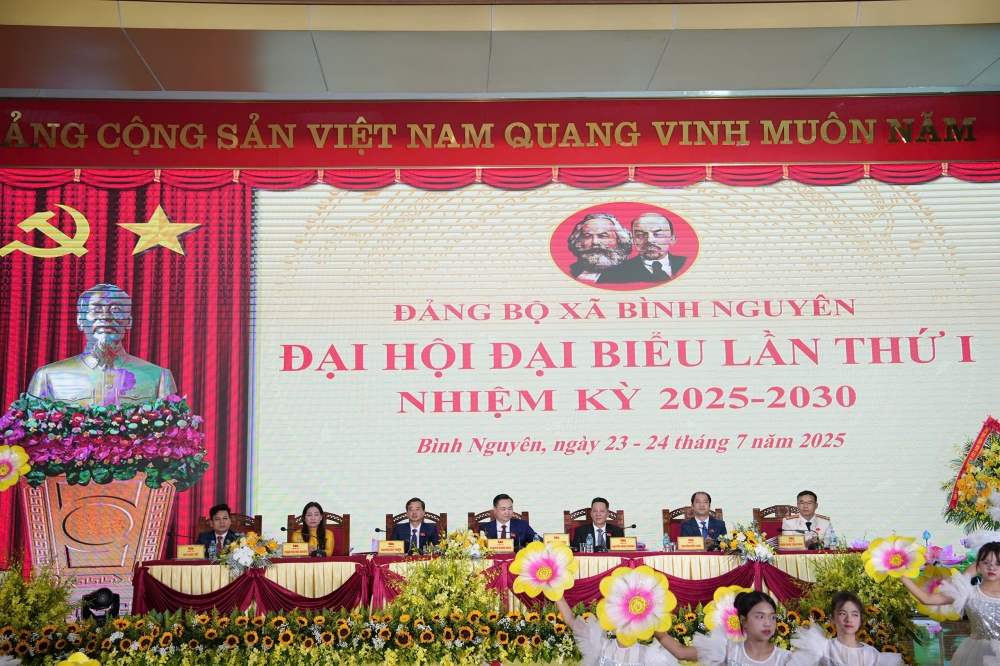 ẢNG CỘNG SẢN VIỆT NAM QUANG VINH MUÔN NĂM
ĐẢNG BỘ XÃ BÌNH NGUYÊN
ĐẠI HỘI ĐẠI BIỂU LẦN THỨ I
NHIỆM KỲ 2025-2030
Bình Nguyên, ngày 23 - 24 tháng 7 năm 2025